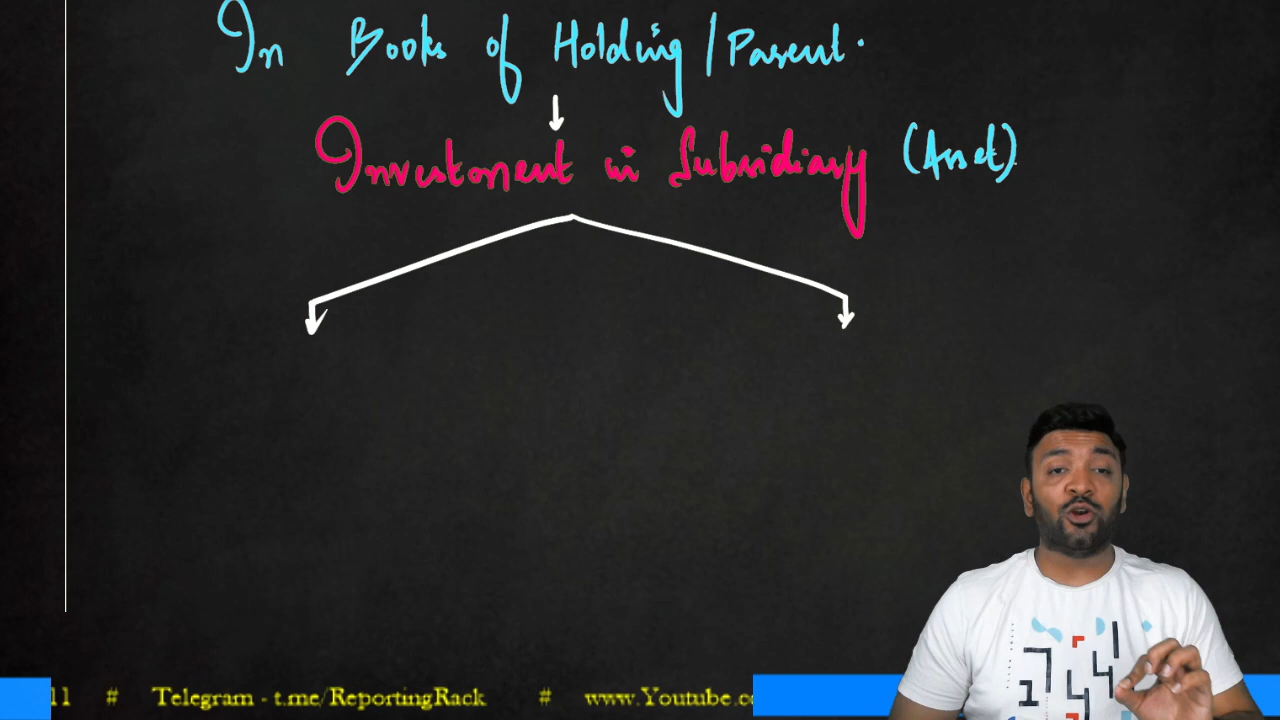 In Books of Holding/Parent.
Investment in Subsidiary (Asset)
11 # Telegram - t.me/ReportingRack # www.Youtube.co